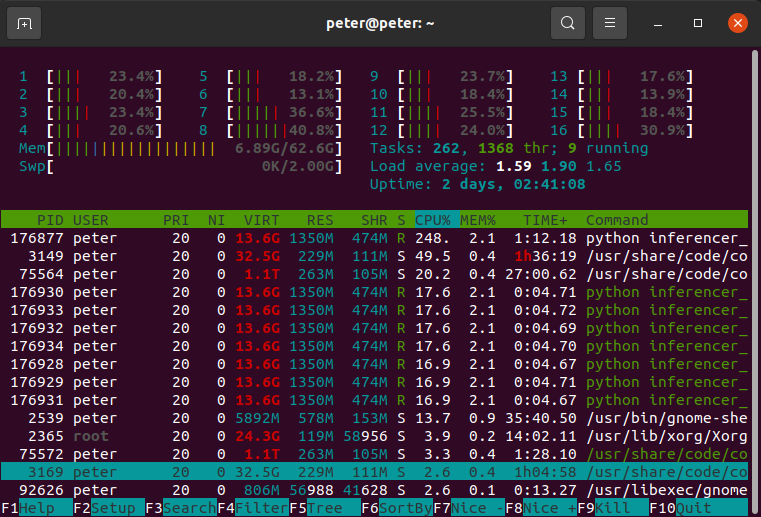 peter@peter: ~
1 [||| 23.4%] 5 [||| 18.2%] 9 [||| 23.7%] 13 [||| 17.6%]
2 [||| 20.4%] 6 [||| 13.1%] 10 [||| 18.4%] 14 [||| 13.9%]
3 [|||| 23.4%] 7 [||||| 36.6%] 11 [|||| 25.5%] 15 [||| 18.4%]
4 [||| 20.6%] 8 [||||||40.8%] 12 [|||| 24.0%] 16 [|||| 30.9%]
Mem[||||||||||||||||||| 6.89G/62.6G] Tasks: 262, 1368 thr; 9 running
Swp[ 0K/2.00G] Load average: 1.59 1.90 1.65
Uptime: 2 days, 02:41:08
PID USER PRI NI VIRT RES SHR S CPU% MEM% TIME+ Command
176877 peter 20 0 13.6G 1350M 474M R 248. 2.1 1:12.18 python inferencer_
3149 peter 20 0 32.5G 229M 111M S 49.5 0.4 1h36:19 /usr/share/code/co
75564 peter 20 0 1.1T 263M 105M S 20.2 0.4 27:00.62 /usr/share/code/co
176930 peter 20 0 13.6G 1350M 474M R 17.6 2.1 0:04.71 python inferencer_
176933 peter 20 0 13.6G 1350M 474M R 17.6 2.1 0:04.72 python inferencer_
176932 peter 20 0 13.6G 1350M 474M R 17.6 2.1 0:04.69 python inferencer_
176934 peter 20 0 13.6G 1350M 474M R 17.6 2.1 0:04.70 python inferencer_
176928 peter 20 0 13.6G 1350M 474M R 16.9 2.1 0:04.67 python inferencer_
176929 peter 20 0 13.6G 1350M 474M R 16.9 2.1 0:04.71 python inferencer_
176931 peter 20 0 13.6G 1350M 474M R 16.9 2.1 0:04.67 python inferencer_
2539 peter 20 0 5892M 578M 153M S 13.7 0.9 35:40.50 /usr/bin/gnome-she
2365 root 20 0 24.3G 119M 58956 S 3.9 0.2 14:02.11 /usr/lib/xorg/Xorg
75572 peter 20 0 1.1T 263M 105M S 3.3 0.4 1:28.10 /usr/share/code/co
3169 peter 20 0 32.5G 229M 111M S 2.6 0.4 1h04:58 /usr/share/code/co
92626 peter 20 0 806M 56988 41628 S 2.6 0.1 0:13.27 /usr/libexec/gnome
F1Help F2Setup F3SearchF4FilterF5Tree F6SortByF7Nice -F8Nice +F9Kill F10Quit